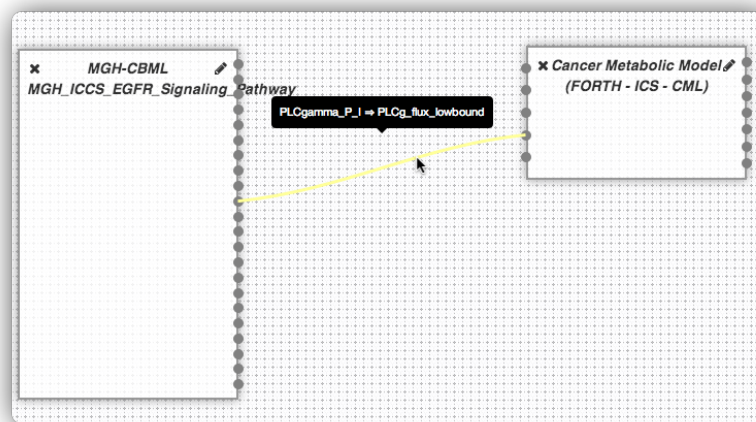 MGH-CBML
MGH_ICCS_EGFR_Signaling_Pathway
PLCgamma_P_I ⇒ PLCg_flux_lowbound
Cancer Metabolic Model
(FORTH - ICS - CML)